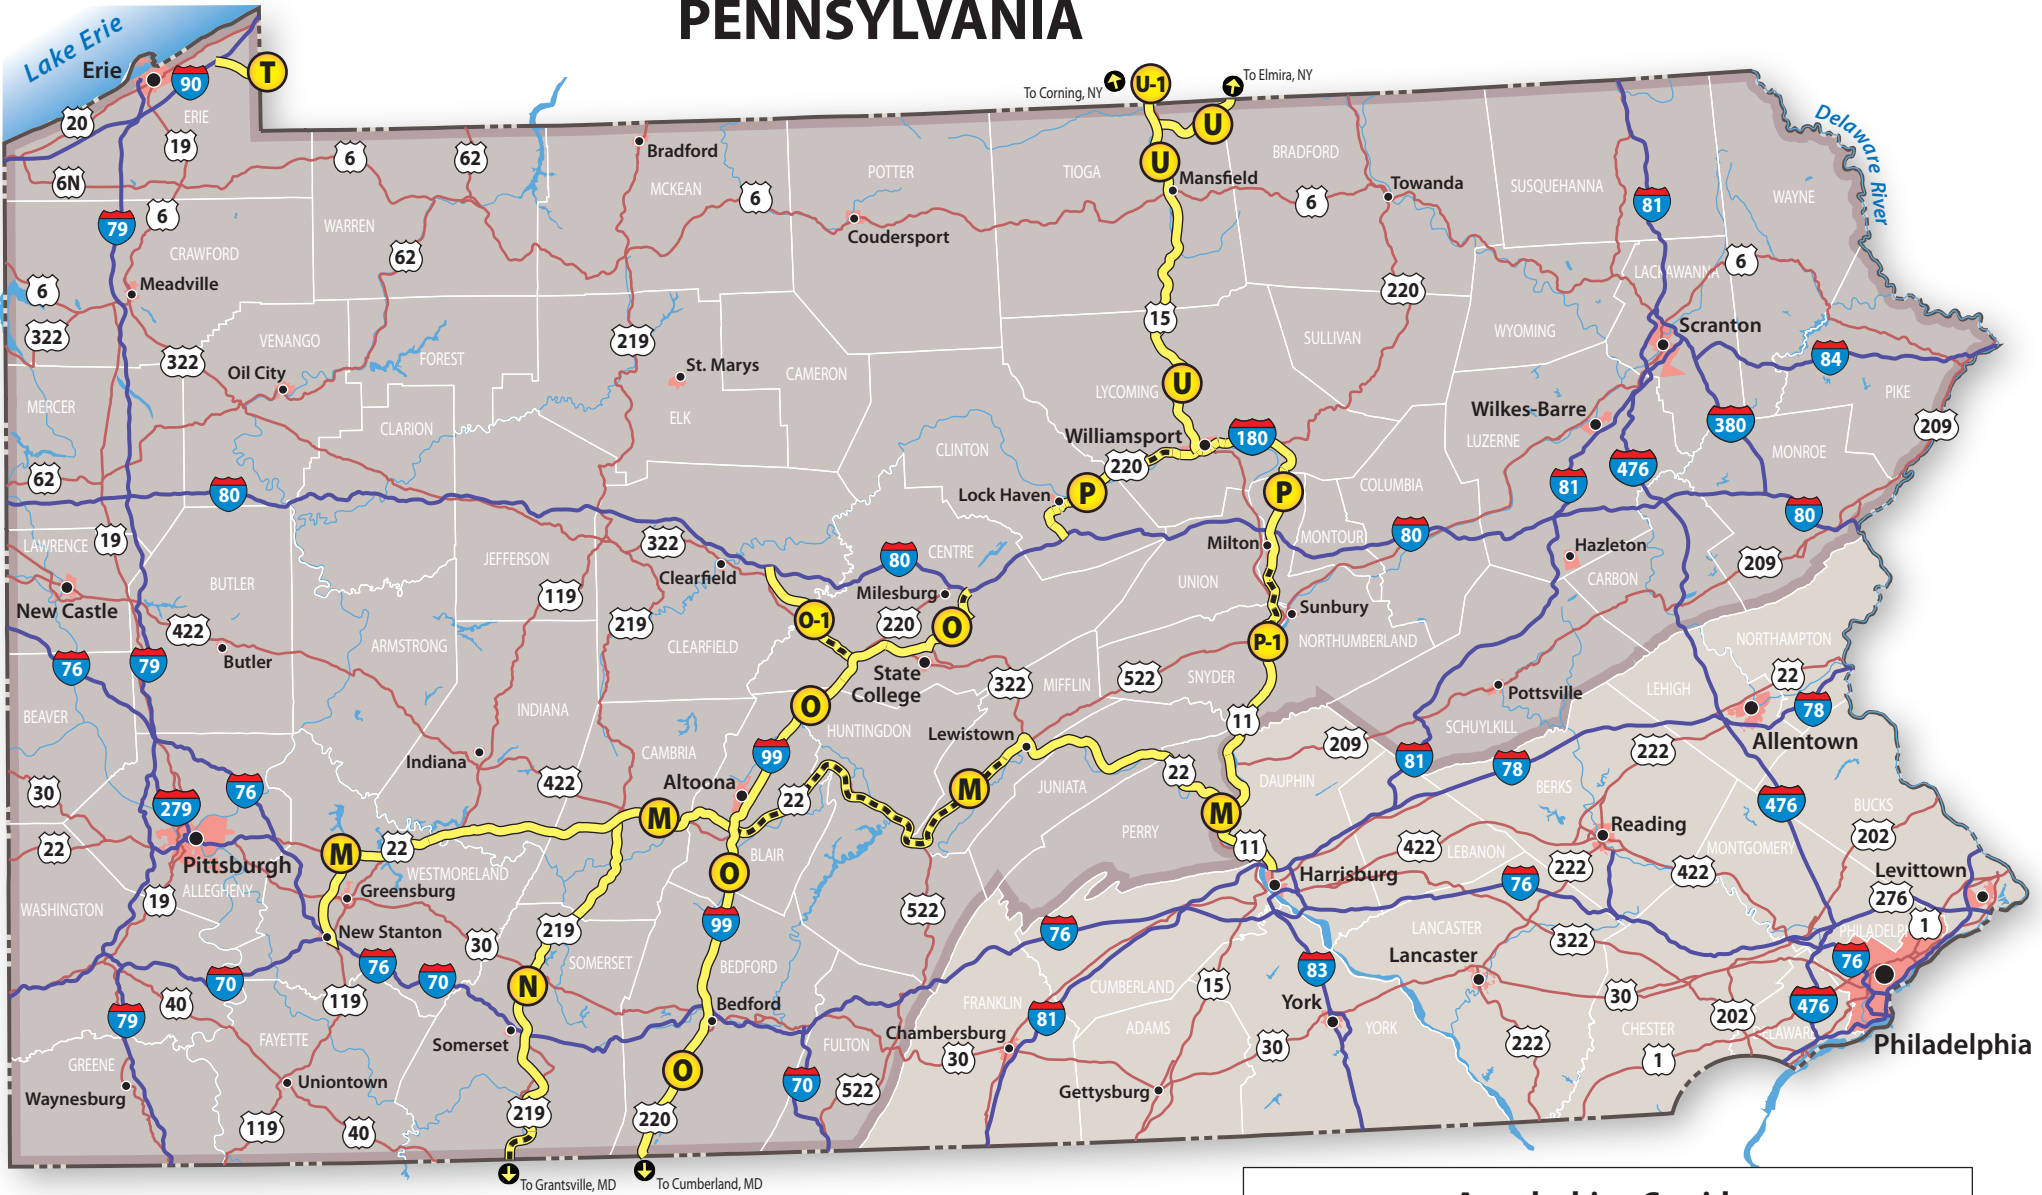 PENNSYLVANIA
Lake Erie
Erie
90
T
20
ERIE
19
6
62
Bradford
To Corning, NY
U-1
To Elmira, NY
U
Delaware River
6N
6
79
MCKEAN
6
POTTER
TIOGA
U
Mansfield
BRADFORD
6
Towanda
SUSQUEHANNA
81
WAYNE
WARREN
CRAWFORD
62
Coudersport
6
322
Meadville
LACKAWANNA
6
220
VENANGO
322
FOREST
219
15
SULLIVAN
WYOMING
Scranton
84
Oil City
St. Marys
CAMERON
LYCOMING
U
PIKE
MERCER
CLARION
ELK
CLINTON
Williamsport
180
Wilkes-Barre
LUZERNE
380
209
MONROE
62
80
220
Lock Haven
P
P
COLUMBIA
81
476
80
LAWRENCE
19
JEFFERSON
322
Clearfield
80
CENTRE
Milton
MONTOUR
80
Hazleton
209
New Castle
BUTLER
119
Milesburg
UNION
CARBON
422
Butler
ARMSTRONG
219
CLEARFIELD
O-1
220
O
State
College
Sunbury
P-1
NORTHUMBERLAND
NORTHAMPTON
76
79
322
MIFFLIN
522
SNYDER
Pottsville
LEHIGH
22
78
BEAVER
INDIANA
O
HUNTINGDON
Lewistown
11
209
SCHUYLKILL
Allentown
Indiana
CAMBRIA
99
81
78
222
30
279
76
422
Altoona
22
M
JUNIATA
22
DAUPHIN
BERKS
476
BUCKS
22
Pittsburgh
M
22
M
BLAIR
PERRY
M
11
422
LEBANON
Reading
222
422
MONTGOMERY
202
Levittown
ALLEGHENY
WESTMORELAND
Greensburg
O
Harrisburg
76
276
1
WASHINGTON
19
New Stanton
30
219
99
522
76
LANCASTER
322
76
70
76
70
SOMERSET
BEDFORD
Lancaster
40
119
N
FRANKLIN
CUMBERLAND
15
83
30
202
476
79
FAYETTE
Somerset
Bedford
FULTON
Chambersburg
81
ADAMS
York
YORK
222
CHESTER
Philadelphia
GREENE
Waynesburg
Uniontown
O
70
522
30
Gettysburg
30
1
119
40
219
220
To Grantsville, MD
To Cumberland, MD